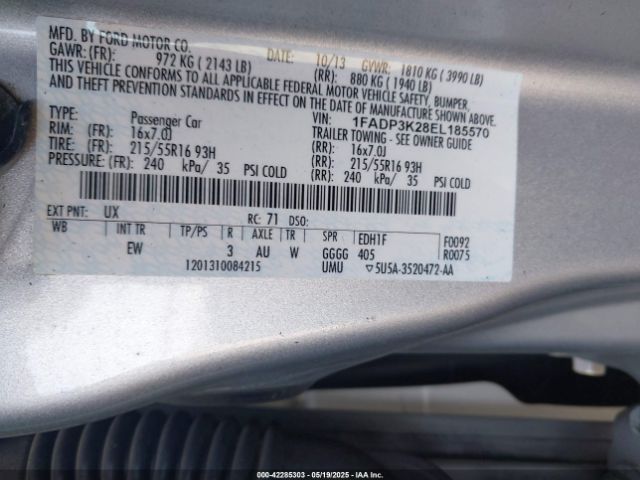 MFD. BY FORD MOTOR CO.
DATE: 10/13 GVWR: 1810 KG ( 3990 LB)
GAWR: (FR): 972 KG ( 2143 LB) (RR): 880 KG ( 1940 LB)
THIS VEHICLE CONFORMS TO ALL APPLICABLE FEDERAL MOTOR VEHICLE SAFETY, BUMPER,
AND THEFT PREVENTION STANDARDS IN EFFECT ON THE DATE OF MANUFACTURE SHOWN ABOVE.
VIN: 1FADP3K28EL185570
TYPE: Passenger Car TRAILER TOWING - SEE OWNER GUIDE
RIM: (FR): 16x7.0J (RR): 16x7.0J
TIRE: (FR): 215/55R16 93H (RR): 215/55R16 93H
PRESSURE: (FR): 240 kPa/ 35 PSI COLD (RR): 240 kPa/ 35 PSI COLD
EXT PNT: UX RC: 71 DSO:
WB INT TR TP/PS R AXLE TR SPR EDH1F F0092
EW 3 AU W GGGG 405 R0075
1201310084215 UMU ▽5U5A-3520472-AA
000-42285303 - 05/19/2025 - IAAI.COM